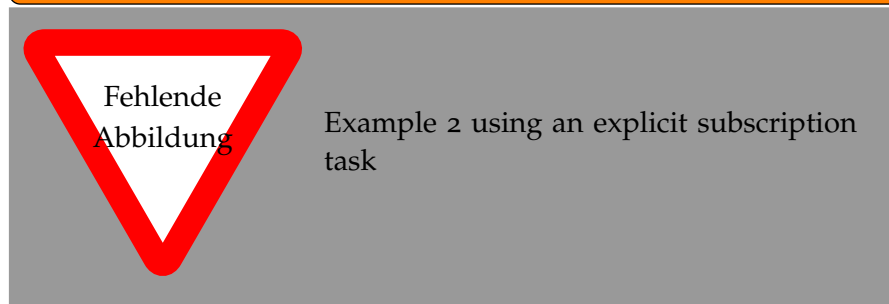 Fehlende
Abbildung
Example 2 using an explicit subscription
task